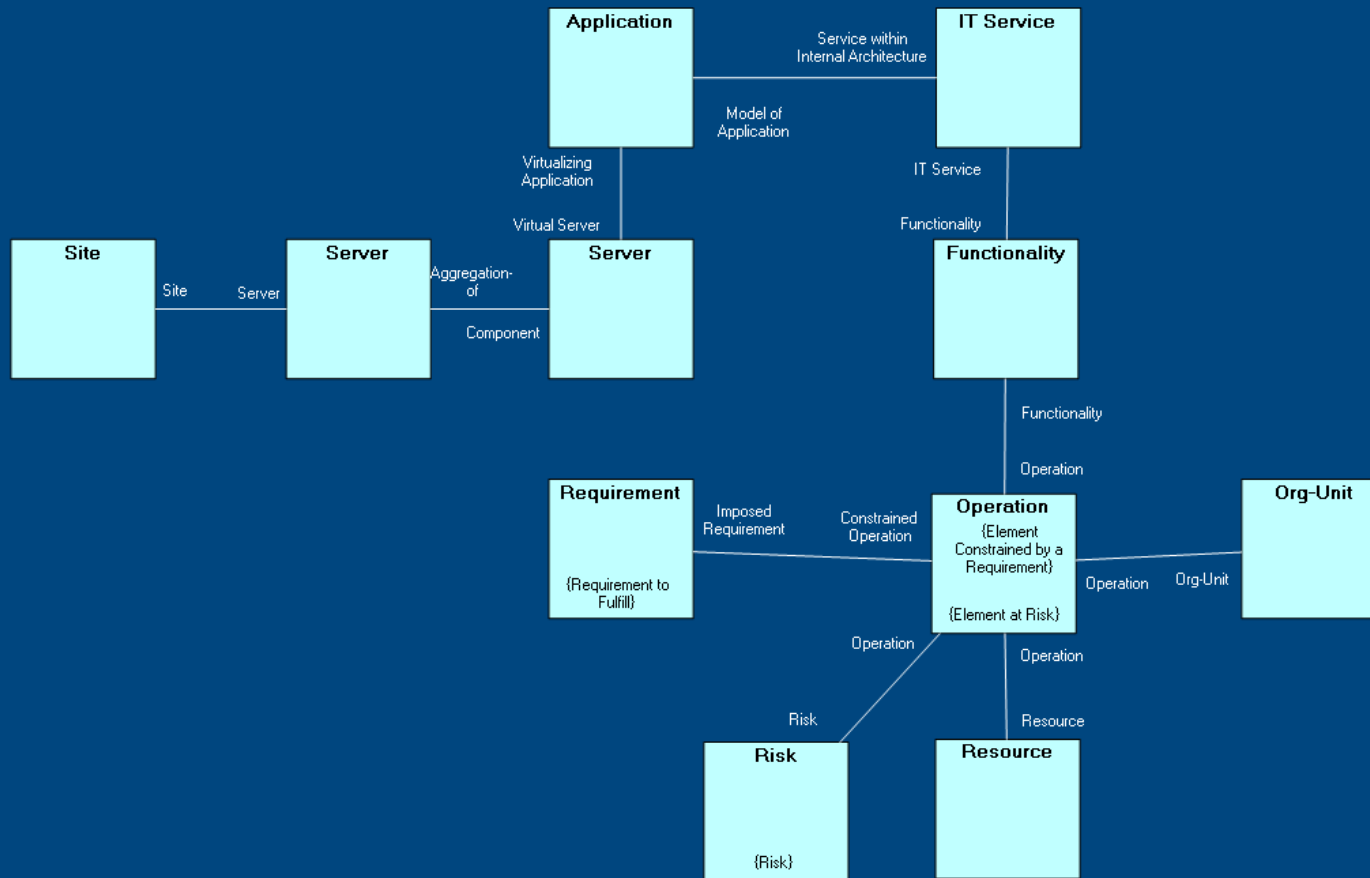 Application
IT Service
Service within
Internal Architecture
Model of
Application
Virtualizing
Application
IT Service
Virtual Server
Functionality
Site
Server
Server
Functionality
Site
Server
Aggregation-
of
Component
Functionality
Operation
Requirement
Imposed
Requirement
Constrained
Operation
Operation
Org-Unit
{Element
Constrained by a
Requirement}
{Requirement to
Fulfill}
Operation
Org-Unit
{Element at Risk}
Operation
Operation
Risk
Resource
Risk
Resource
{Risk}